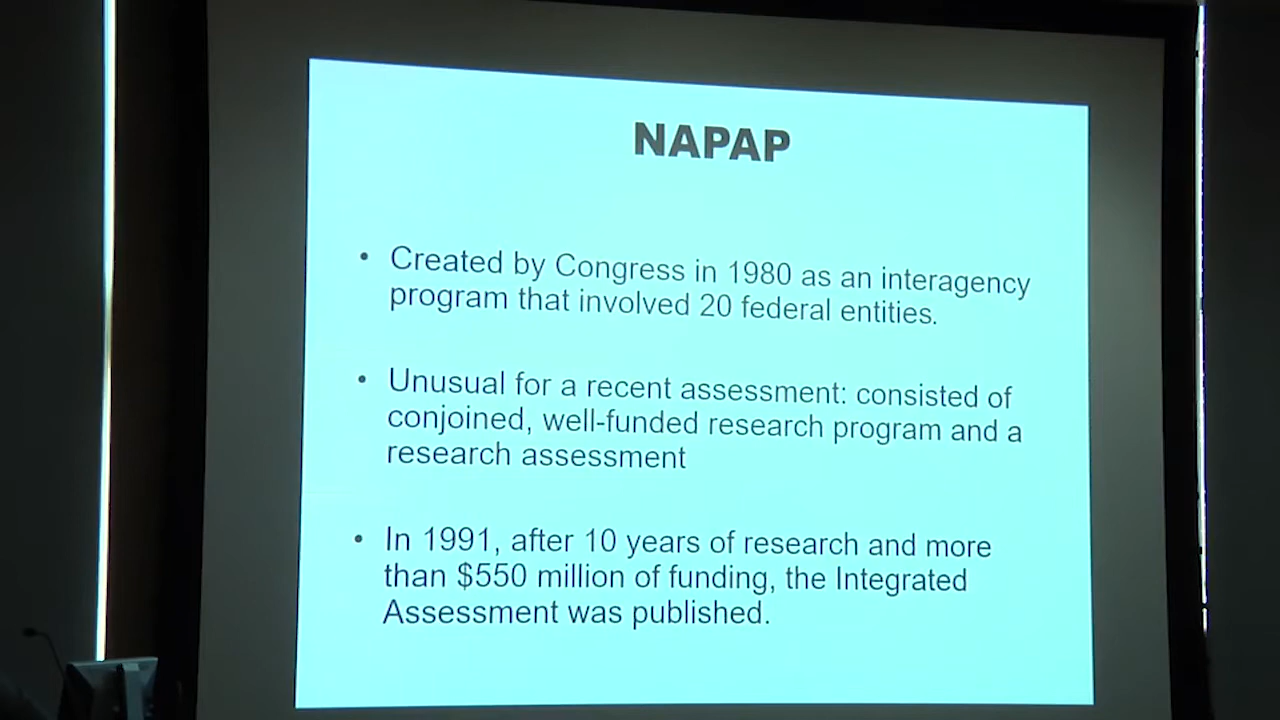 NAPAP
• Created by Congress in 1980 as an interagency
program that involved 20 federal entities.
• Unusual for a recent assessment: consisted of
conjoined, well-funded research program and a
research assessment
• In 1991, after 10 years of research and more
than $550 million of funding, the Integrated
Assessment was published.